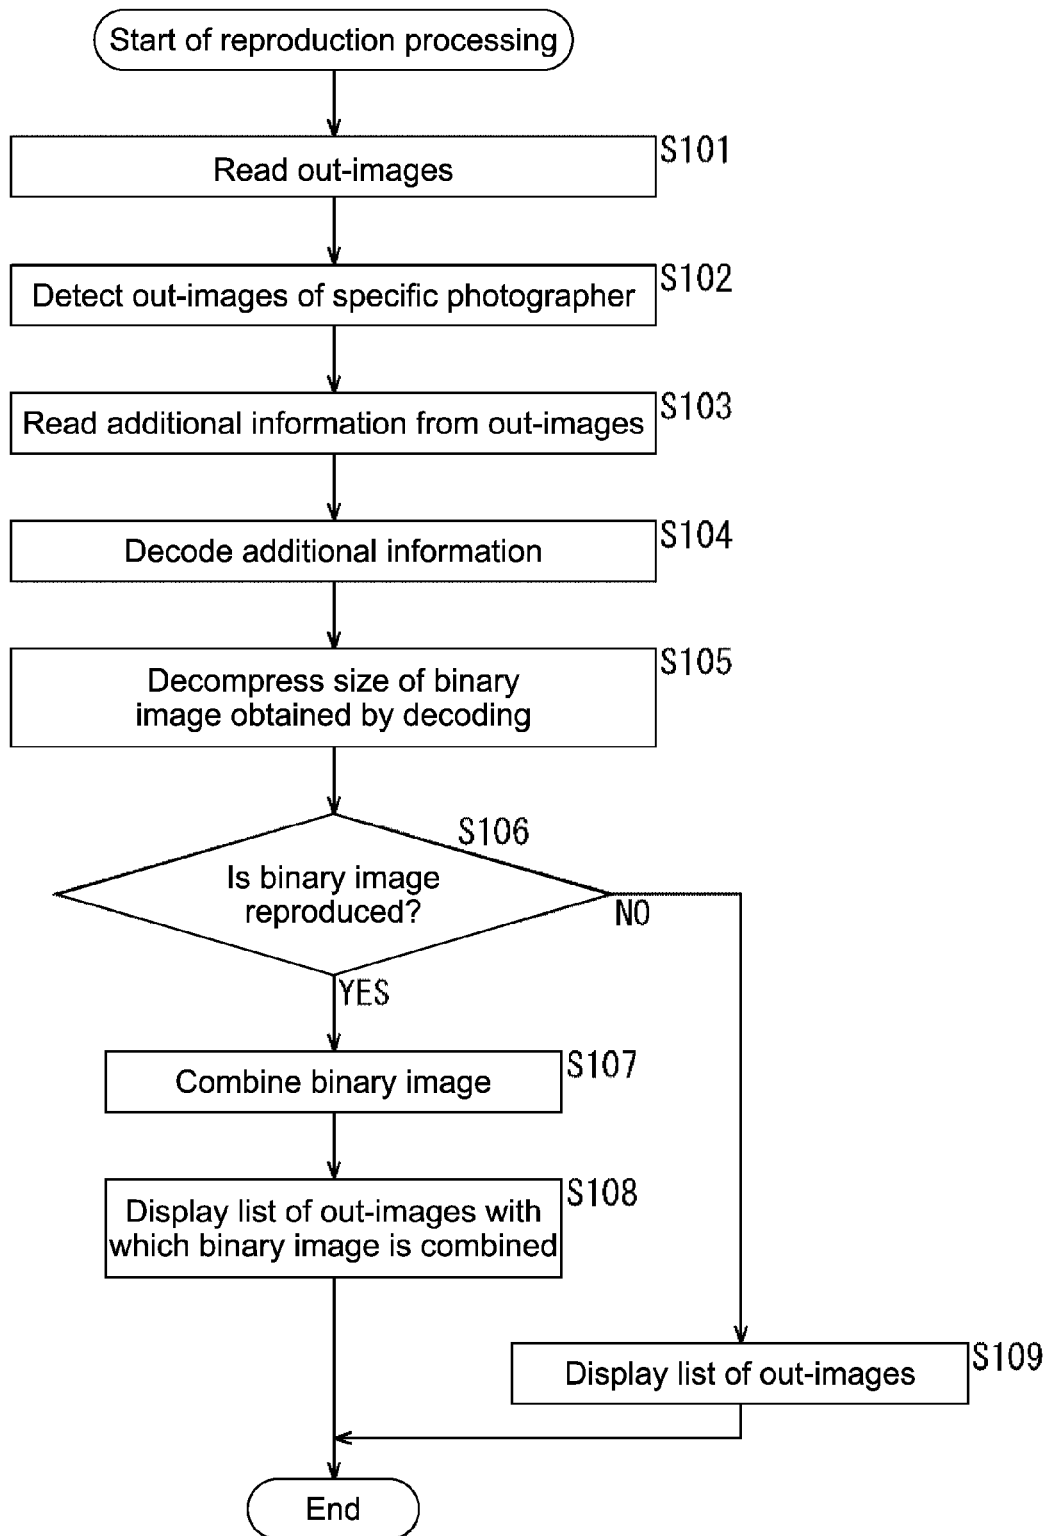 Start of reproduction processing
S101
Read out-images
S102
Detect out-images of specific photographer
S103
Read additional information from out-images
S104
Decode additional information
S105
Decompress size of binary
image obtained by decoding
S106
Is binary image
reproduced?
NO
YES
S107
Combine binary image
S108
Display list of out-images with
which binary image is combined
S109
Display list of out-images
End